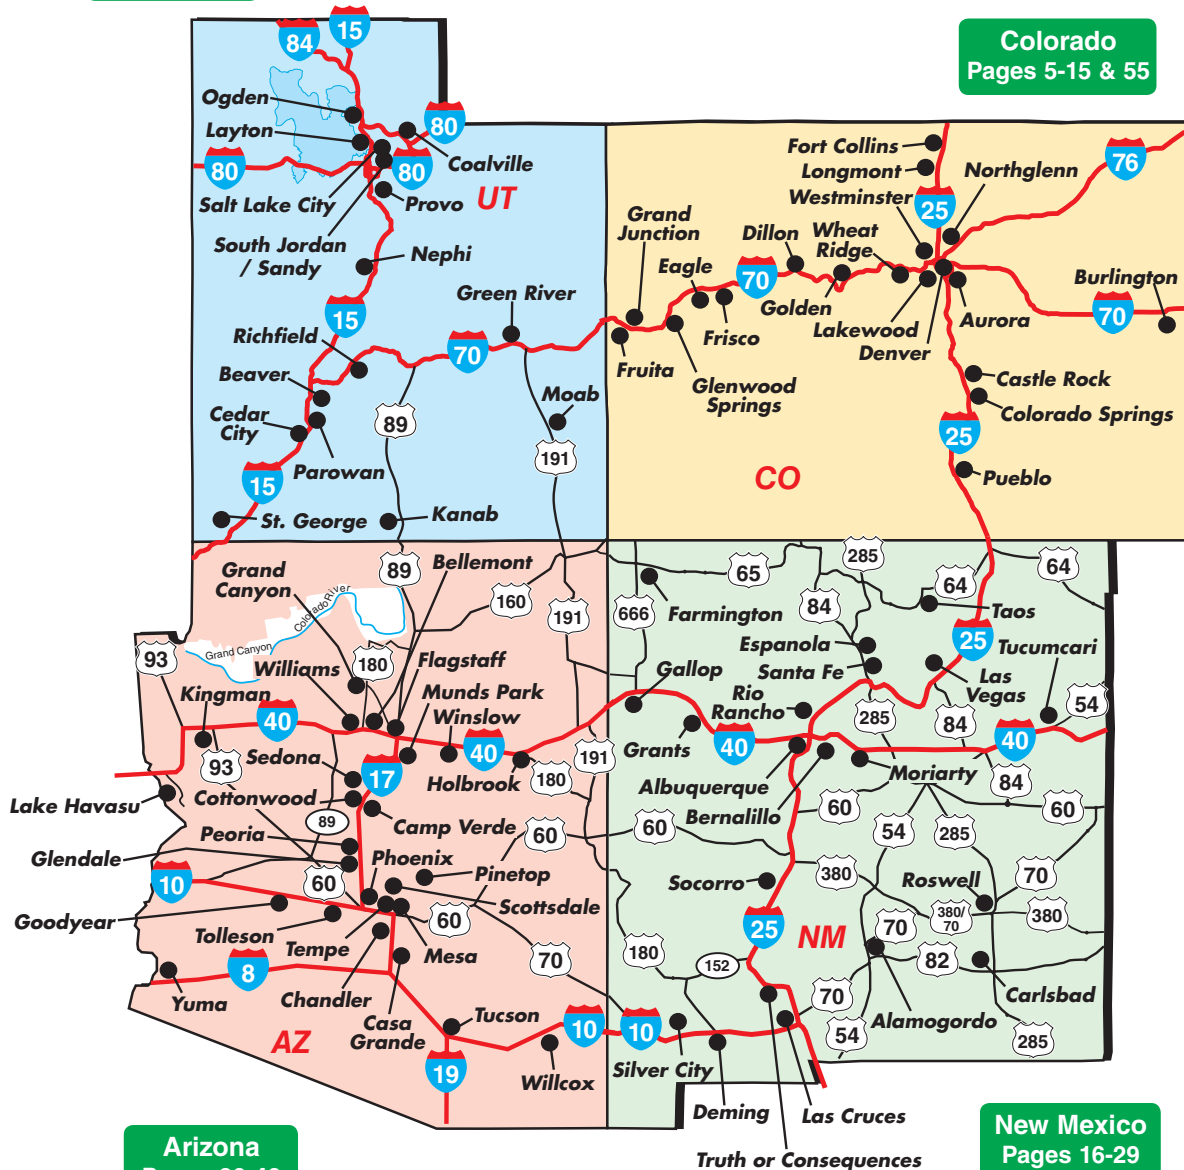 15
84
Colorado
Pages 5-15 & 55
Ogden
Layton
80
80
80
Coalville
Salt Lake City
Provo
UT
South Jordan
/ Sandy
Nephi
Green River
15
Richfield
70
Beaver
Cedar
City
Parowan
89
Moab
191
15
St. George
Kanab
Fort Collins
Longmont
Westminster
Northglenn
76
25
Grand
Junction
Dillon
Wheat
Ridge
Eagle
70
Golden
Frisco
Lakewood
Denver
Aurora
Burlington
70
Fruita
Glenwood
Springs
Castle Rock
Colorado Springs
25
CO
Pueblo
Grand
Canyon
89
Bellemont
160
191
Colorado River
Grand Canyon
93
180
Williams
Flagstaff
Kingman
Munds Park
40
Winslow
40
93
Sedona
17
Holbrook
180
191
Lake Havasu
Cottonwood
89
Camp Verde
60
Peoria
Glendale
Phoenix
Pinetop
10
60
Scottsdale
60
Goodyear
Tolleson
Tempe
Mesa
70
8
Yuma
Chandler
Casa
Grande
Tucson
10
AZ
19
Willcox
65
285
64
64
666
Farmington
84
Taos
Espanola
Santa Fe
25
Tucumcari
Gallop
Rio
Rancho
Las
Vegas
54
285
84
40
Grants
40
Albuquerque
Moriarty
84
Bernalillo
60
60
60
54
285
380
70
Socorro
Roswell
380/
70
380
25
NM
70
82
180
152
Carlsbad
70
Alamogordo
54
285
10
Silver City
Deming
Las Cruces
Truth or Consequences
Arizona
New Mexico
Pages 16-29